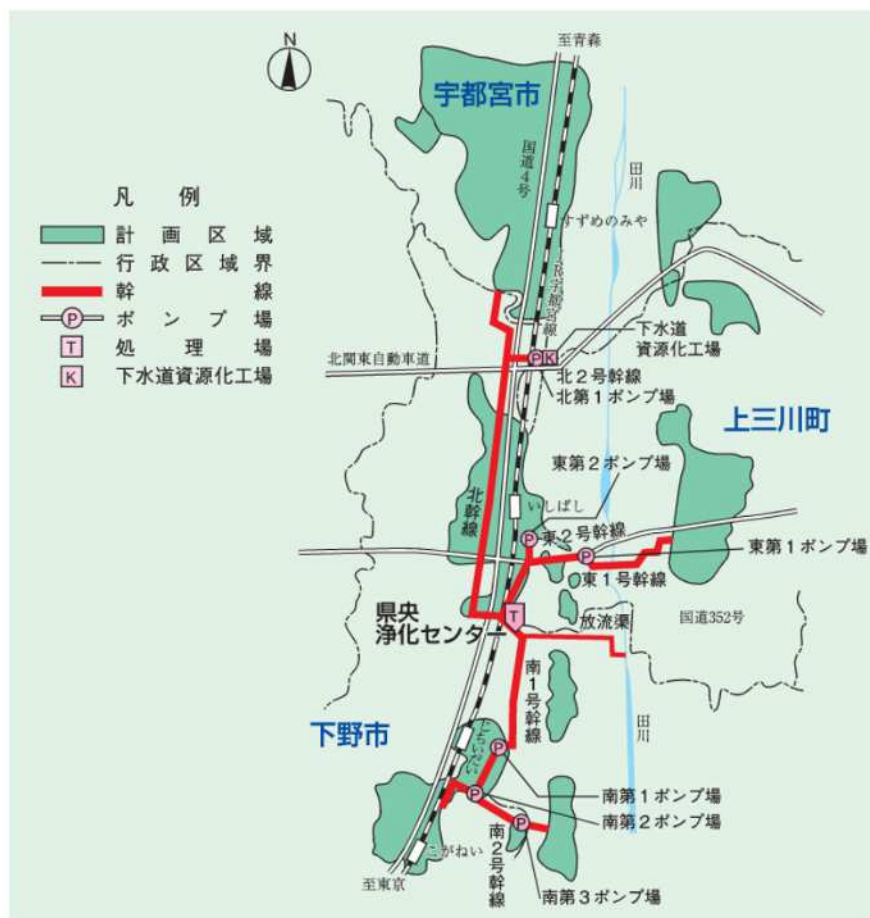 N
至青森
宇都宮市
国道4号
田川
すずめのみや
JR宇都宮線
凡例
計画区域
行政区域界
幹線
P ポンプ場
T 処理場
K 下水道資源化工場
PK
下水道
資源化工場
北関東自動車道
北2号幹線
北第1ポンプ場
上三川町
東第2ポンプ場
北幹線
いしばし
P
東2号幹線
P
東第1ポンプ場
東1号幹線
T
県央
浄化センター
放流渠
国道352号
南1号幹線
下野市
田川
じちいだい
P
南第1ポンプ場
P
南第2ポンプ場
P
南2号幹線
こがねい
至東京
南第3ポンプ場